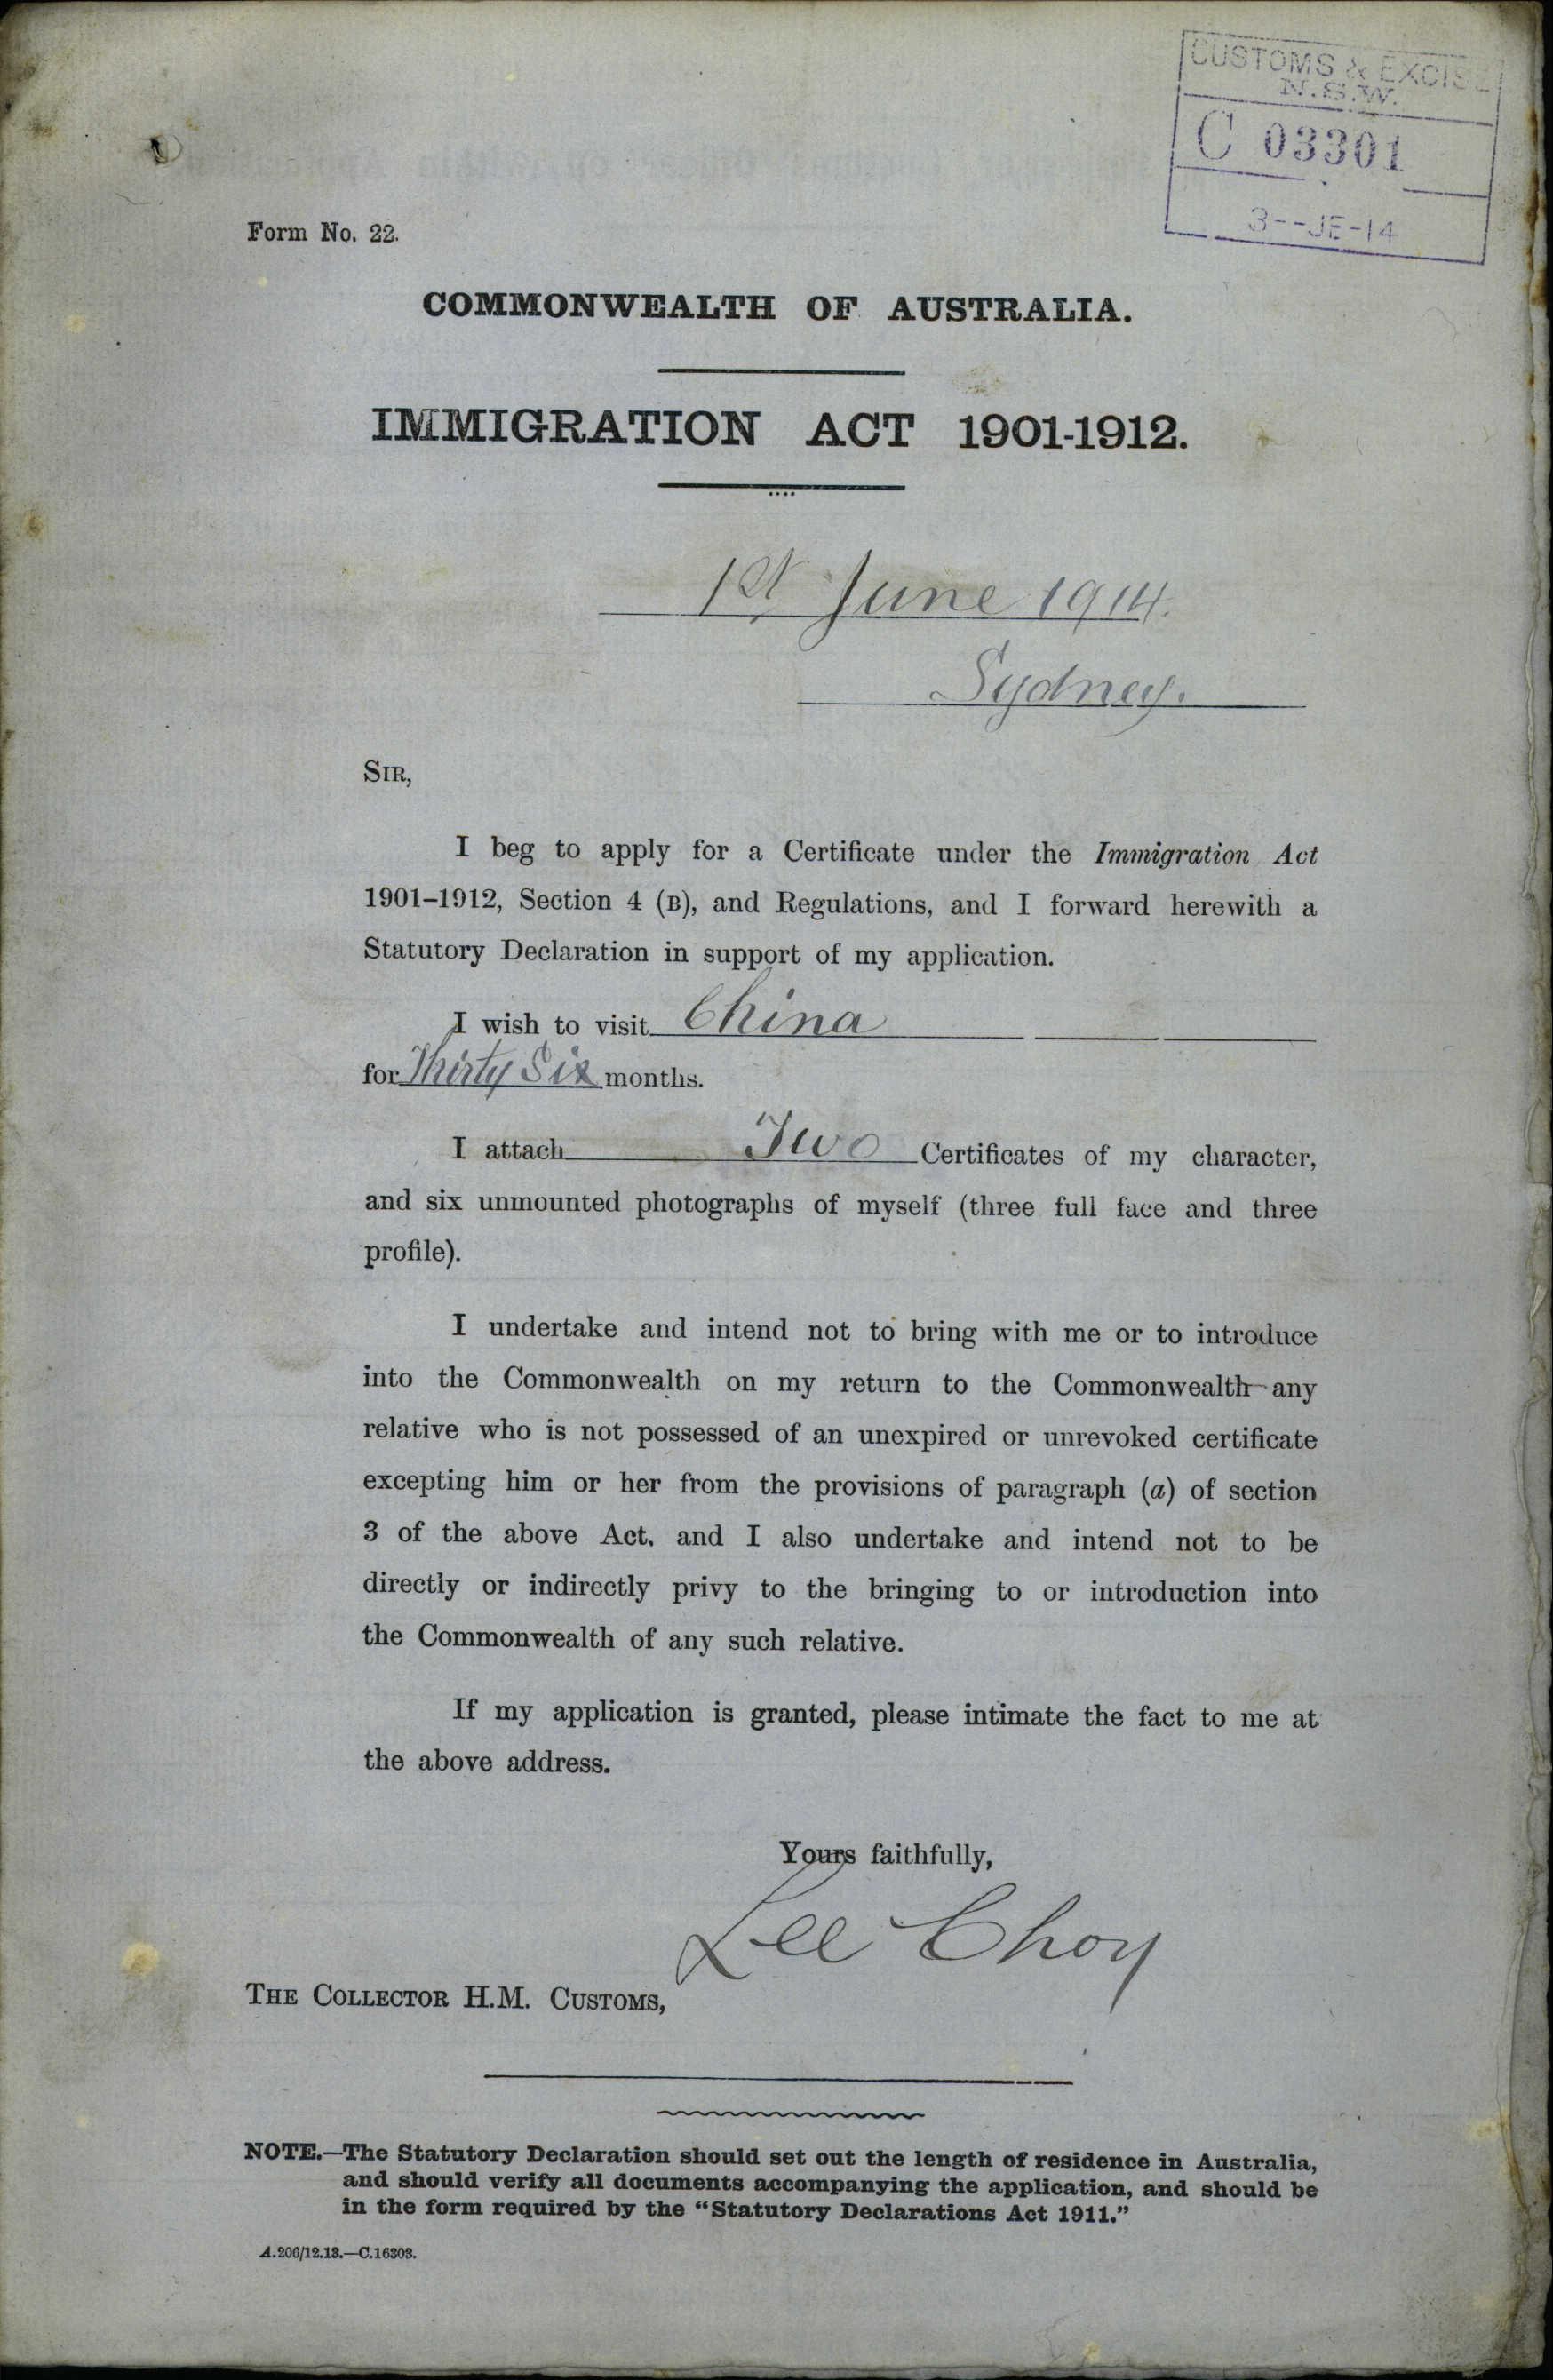 CUSTOMS & EXCISE
N.S.W.
C 03301
3--JE-14
Form No. 22.
COMMONWEALTH OF AUSTRALIA.
IMMIGRATION ACT 1901-1912.
1st June 1914.
Sydney.
SIR,
I beg to apply for a Certificate under the Immigration Act
1901–1912, Section 4 (B), and Regulations, and I forward herewith a
Statutory Declaration in support of my application.
I wish to visit China
for Thirty Six months.
I attach Two Certificates of my character,
and six unmounted photographs of myself (three full face and three
profile).
I undertake and intend not to bring with me or to introduce
into the Commonwealth on my return to the Commonwealth any
relative who is not possessed of an unexpired or unrevoked certificate
excepting him or her from the provisions of paragraph (a) of section
3 of the above Act, and I also undertake and intend not to be
directly or indirectly privy to the bringing to or introduction into
the Commonwealth of any such relative.
If my application is granted, please intimate the fact to me at
the above address.
Yours faithfully,
Lee Choy
THE COLLECTOR H.M. CUSTOMS,
NOTE.—The Statutory Declaration should set out the length of residence in Australia,
and should verify all documents accompanying the application, and should be
in the form required by the “Statutory Declarations Act 1911.”
A.206/12.13.—C.16303.